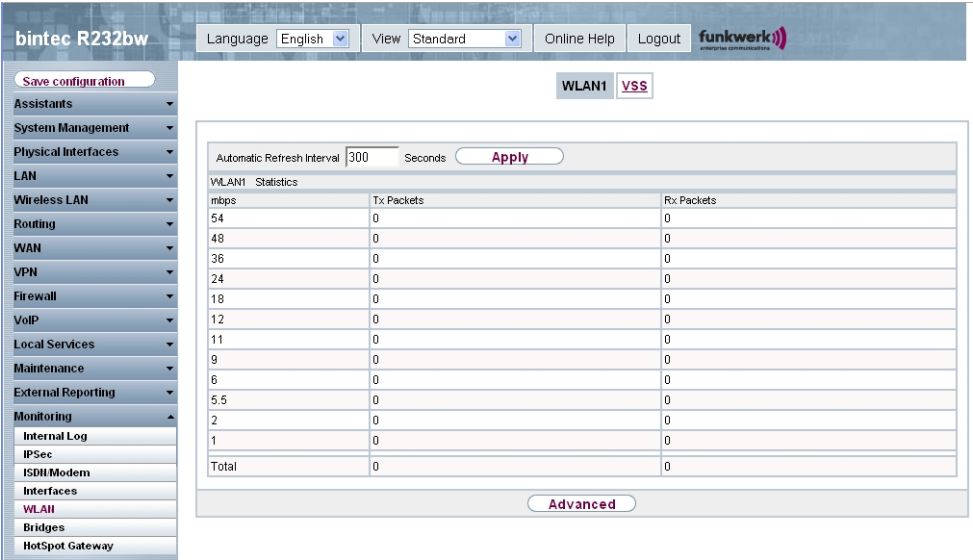 bintec R232bw
Language English View Standard Online Help Logout funkwerk
enterprise communications
Save configuration
Assistants
System Management
Physical Interfaces
LAN
Wireless LAN
Routing
WAN
VPN
Firewall
VoIP
Local Services
Maintenance
External Reporting
Monitoring
Internal Log
IPSec
ISDN/Modem
Interfaces
WLAN
Bridges
HotSpot Gateway
WLAN1 VSS
Automatic Refresh Interval 300 Seconds Apply
WLAN1 Statistics
mbps Tx Packets Rx Packets
54 0 0
48 0 0
36 0 0
24 0 0
18 0 0
12 0 0
11 0 0
9 0 0
6 0 0
5.5 0 0
2 0 0
1 0 0
Total 0 0
Advanced